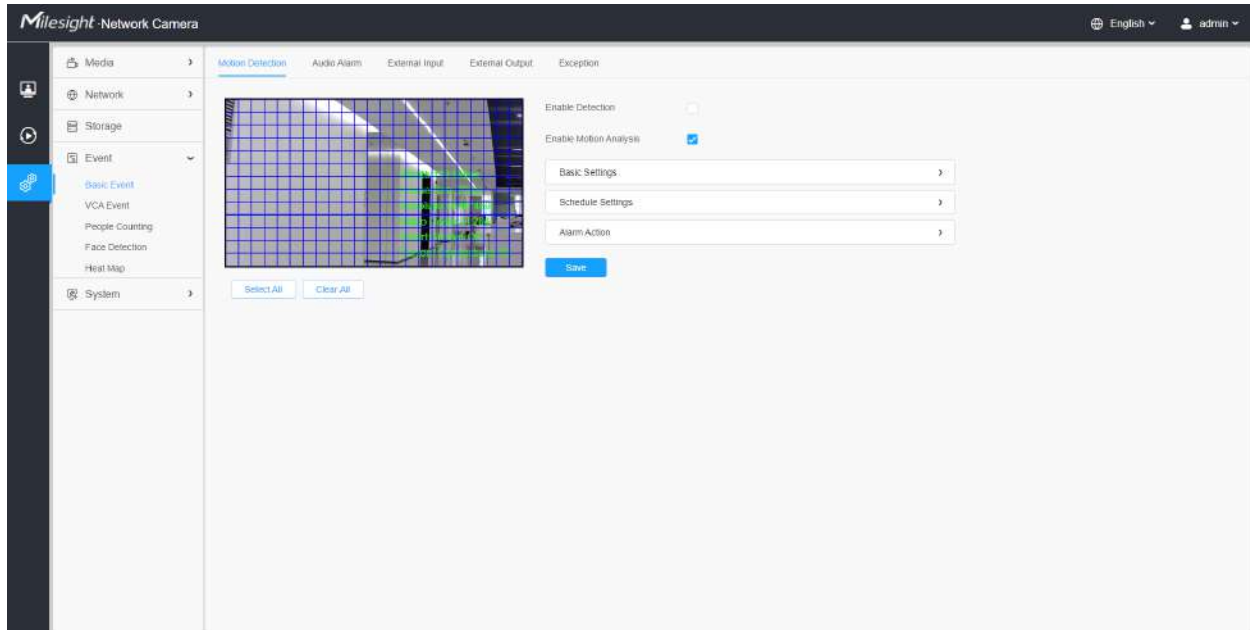 Milesight·Network Camera
English
admin
Media
Network
Storage
Event
Basic Event
VCA Event
People Counting
Face Detection
Heat Map
System
Motion Detection
Audio Alarm
External Input
External Output
Exception
Enable Detection
Enable Motion Analysis
Basic Settings
Schedule Settings
Alarm Action
Save
Select All
Clear All